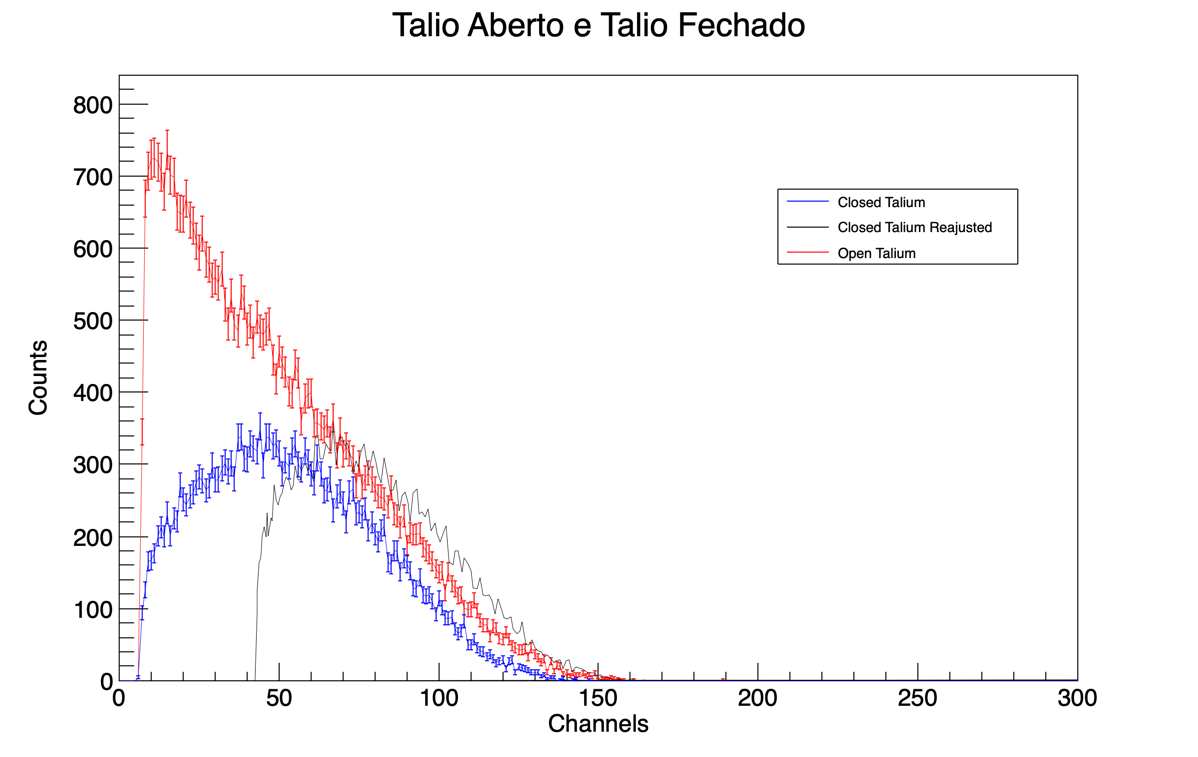 Talio Aberto e Talio Fechado
Counts
800
700
600
500
400
300
200
100
0
Closed Talium
Closed Talium Reajusted
Open Talium
0 50 100 150 200 250 300
Channels